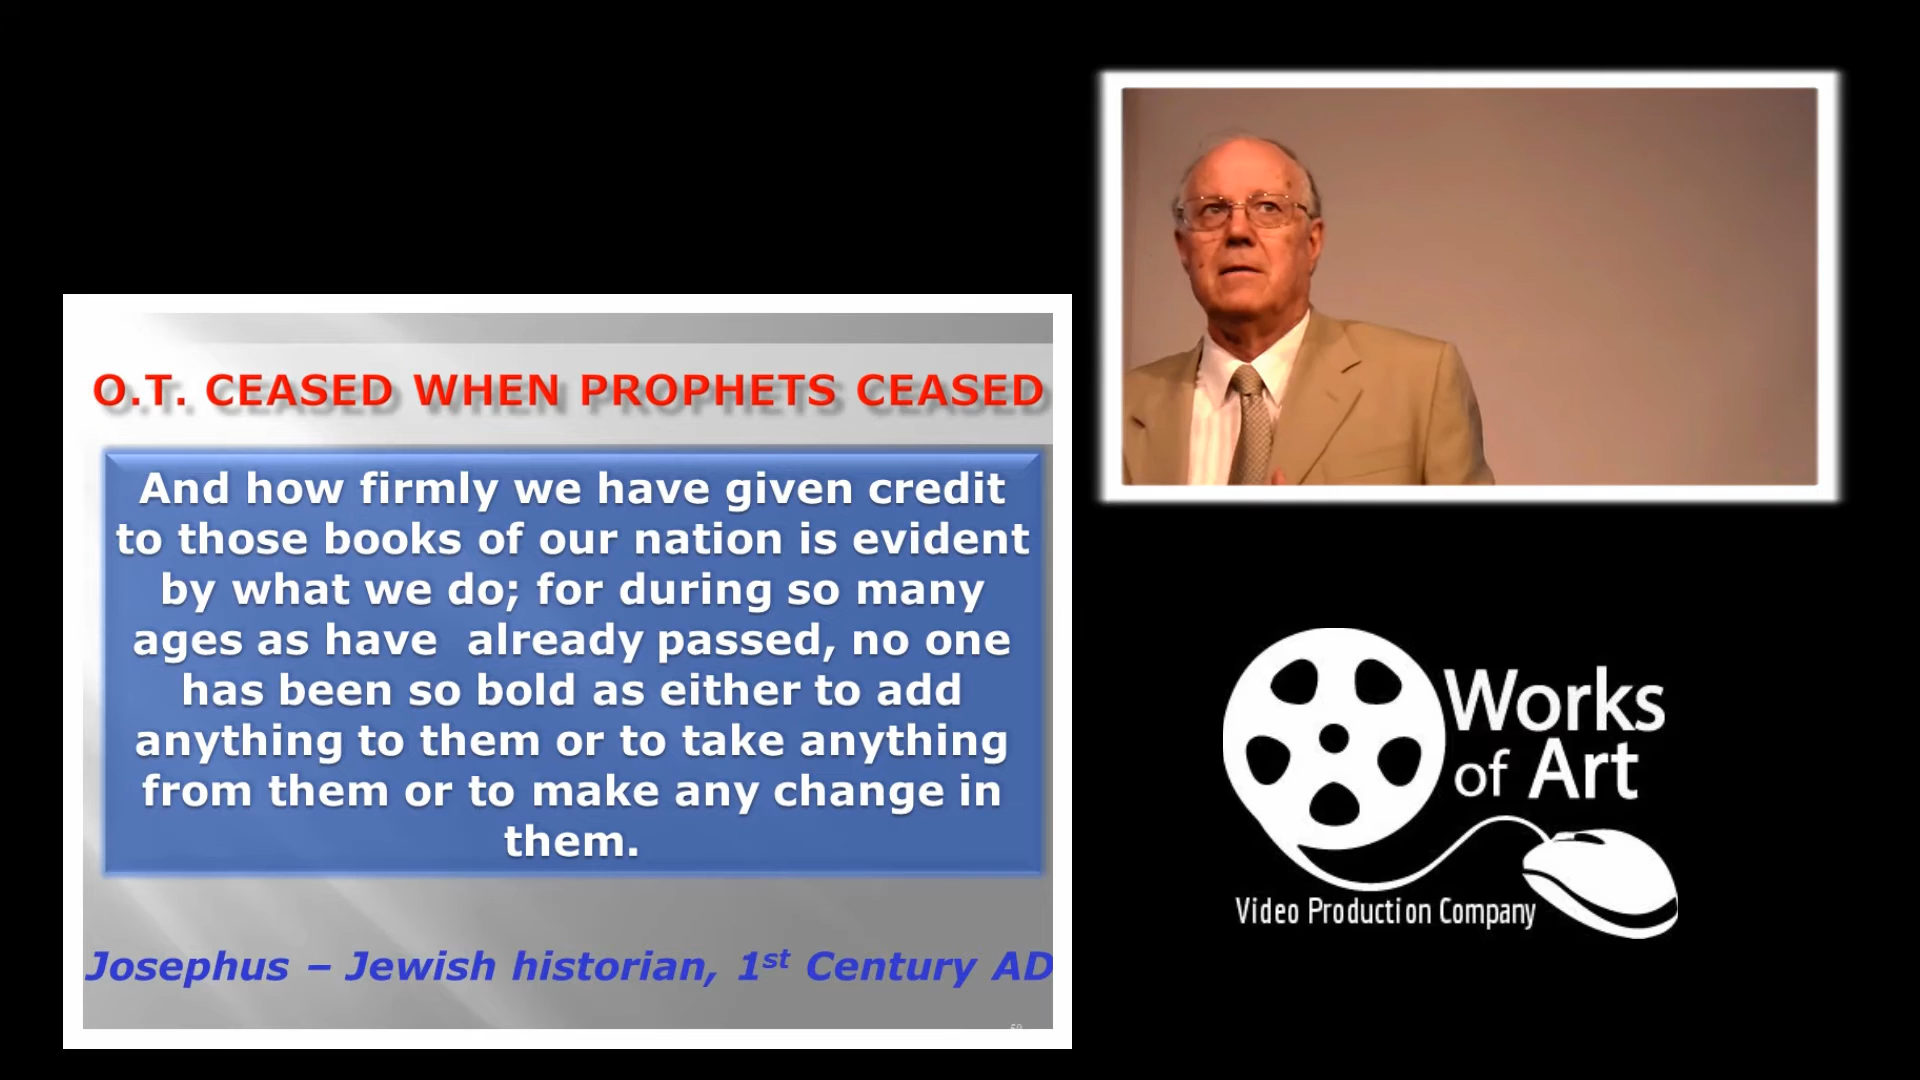 O.T. CEASED WHEN PROPHETS CEASED
And how firmly we have given credit
to those books of our nation is evident
by what we do; for during so many
ages as have  already passed, no one
has been so bold as either to add
anything to them or to take anything
from them or to make any change in
them.
Josephus – Jewish historian, 1st Century AD
Works
of Art
Video Production Company